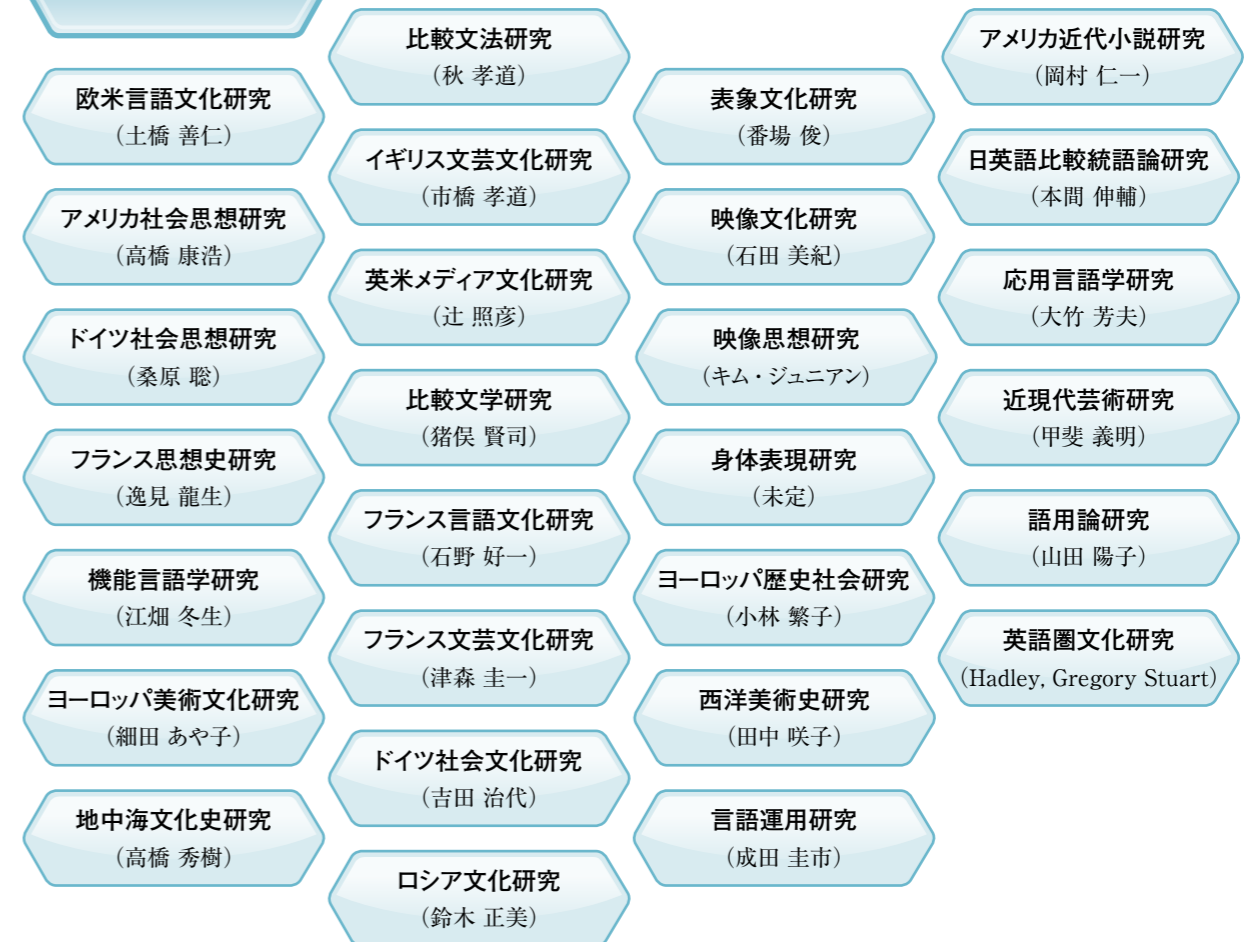 欧米言語文化研究
（土橋 善仁）
アメリカ社会思想研究
（高橋 康浩）
ドイツ社会思想研究
（桑原 聡）
フランス思想史研究
（逸見 龍生）
機能言語学研究
（江畑 冬生）
ヨーロッパ美術文化研究
（細田 あや子）
地中海文化史研究
（高橋 秀樹）
比較文法研究
（秋 孝道）
イギリス文芸文化研究
（市橋 孝道）
英米メディア文化研究
（辻 照彦）
比較文学研究
（猪俣 賢司）
フランス言語文化研究
（石野 好一）
フランス文芸文化研究
（津森 圭一）
ドイツ社会文化研究
（吉田 治代）
ロシア文化研究
（鈴木 正美）
表象文化研究
（番場 俊）
映像文化研究
（石田 美紀）
映像思想研究
（キム・ジュニアン）
身体表現研究
（未定）
ヨーロッパ歴史社会研究
（小林 繁子）
西洋美術史研究
（田中 咲子）
言語運用研究
（成田 圭市）
アメリカ近代小説研究
（岡村 仁一）
日英語比較統語論研究
（本間 伸輔）
応用言語学研究
（大竹 芳夫）
近現代芸術研究
（甲斐 義明）
語用論研究
（山田 陽子）
英語圏文化研究
（Hadley, Gregory Stuart）